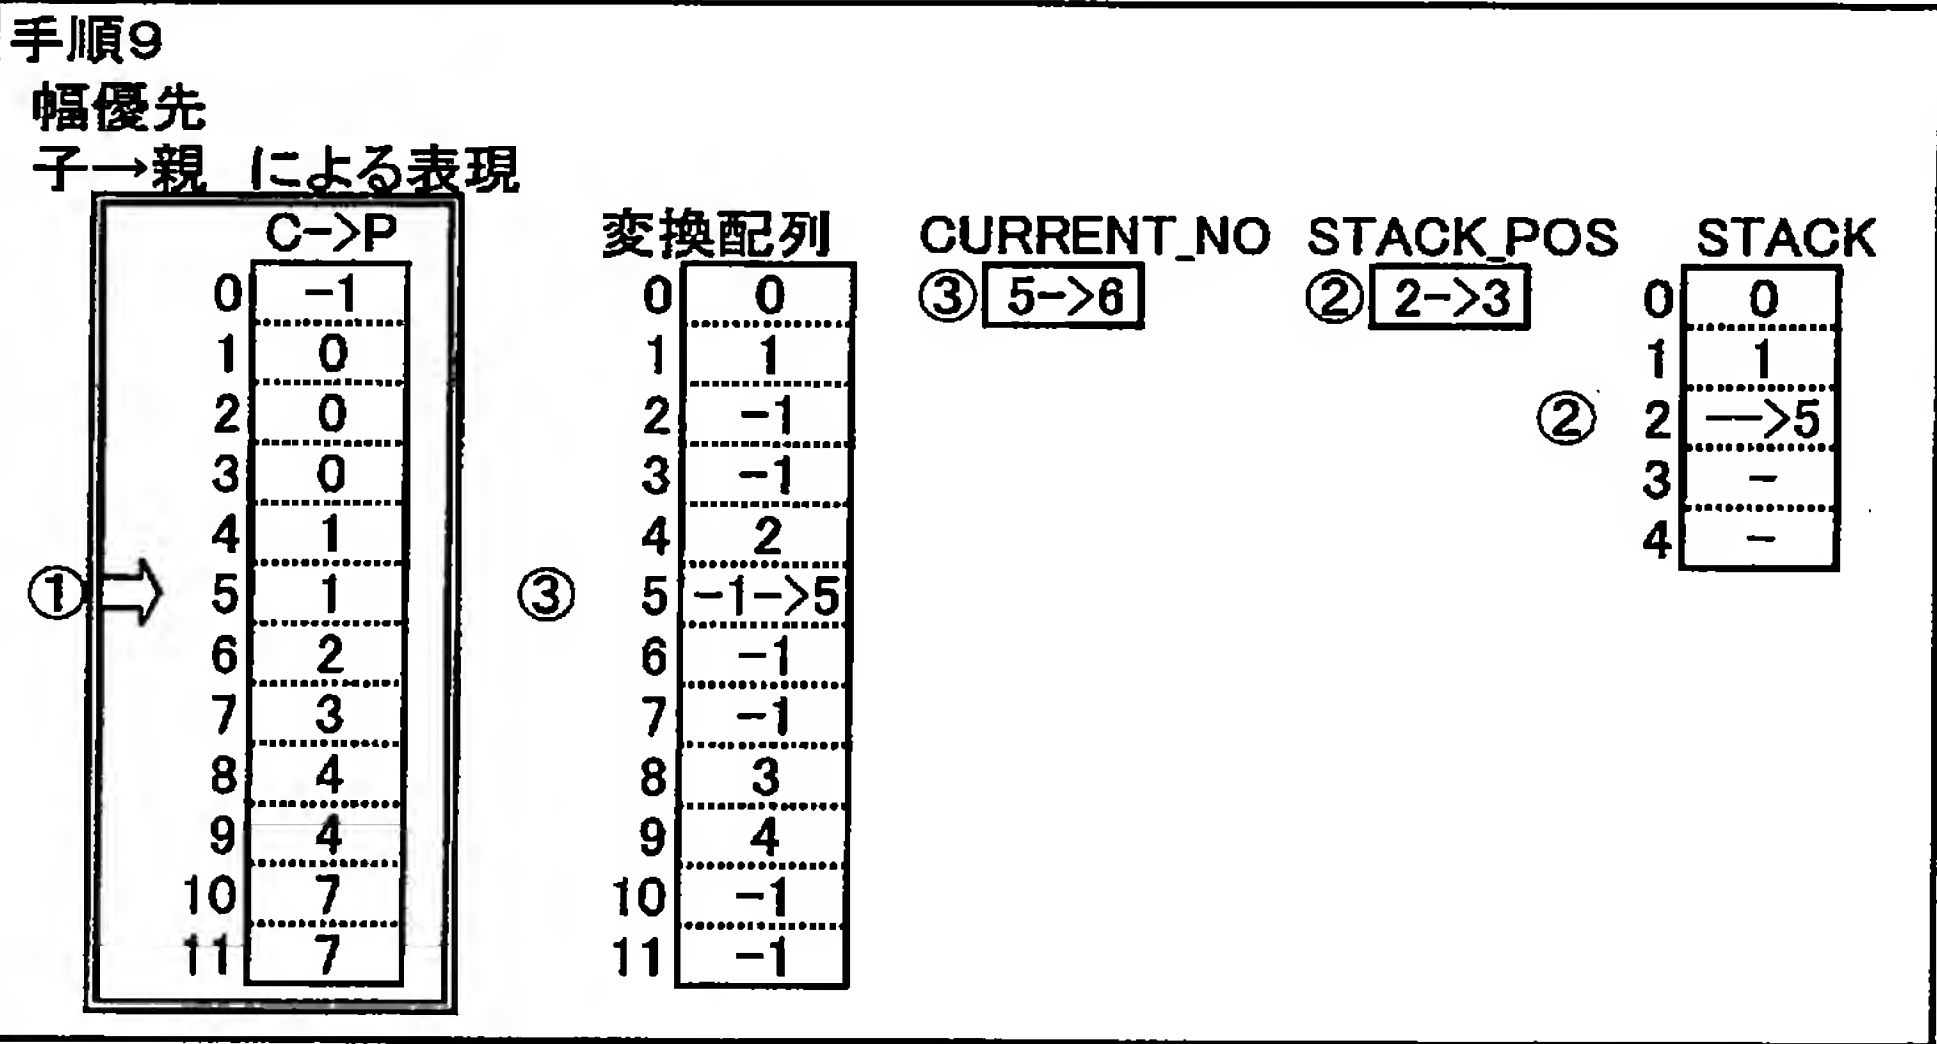 手順9
幅優先
子→親 による表現
C->P 変換配列 CURRENT_NO STACK_POS STACK
0 -1 0 0 ③ 5->6 ② 2->3 0 0
1 0 1 1 1 1
2 0 2 -1 ② 2 -->5
3 0 3 -1 3 -
4 1 4 2 4 -
① 5 1 ③ 5 -1->5
6 2 6 -1
7 3 7 -1
8 4 8 3
9 4 9 4
10 7 10 -1
11 7 11 -1